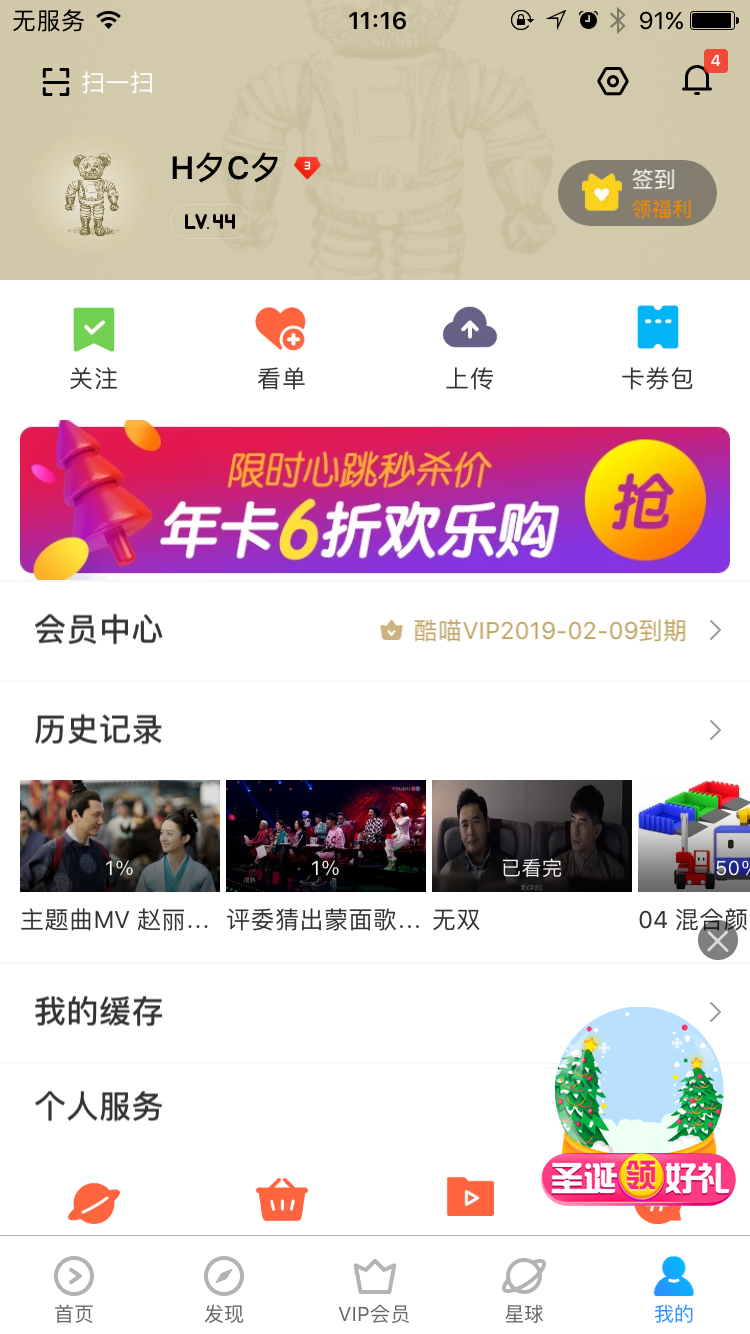 无服务
11:16
91%
扫一扫
4
H夕C夕
3
LV.44
签到
领福利
关注
看单
上传
卡券包
限时心跳秒杀价
年卡6折欢乐购
抢
会员中心
酷喵VIP2019-02-09到期
历史记录
YOUKU
1%
1%
已看完
50%
主题曲MV 赵丽...
评委猜出蒙面歌...
无双
04 混合颜
我的缓存
个人服务
圣诞领好礼
首页
发现
VIP会员
星球
我的